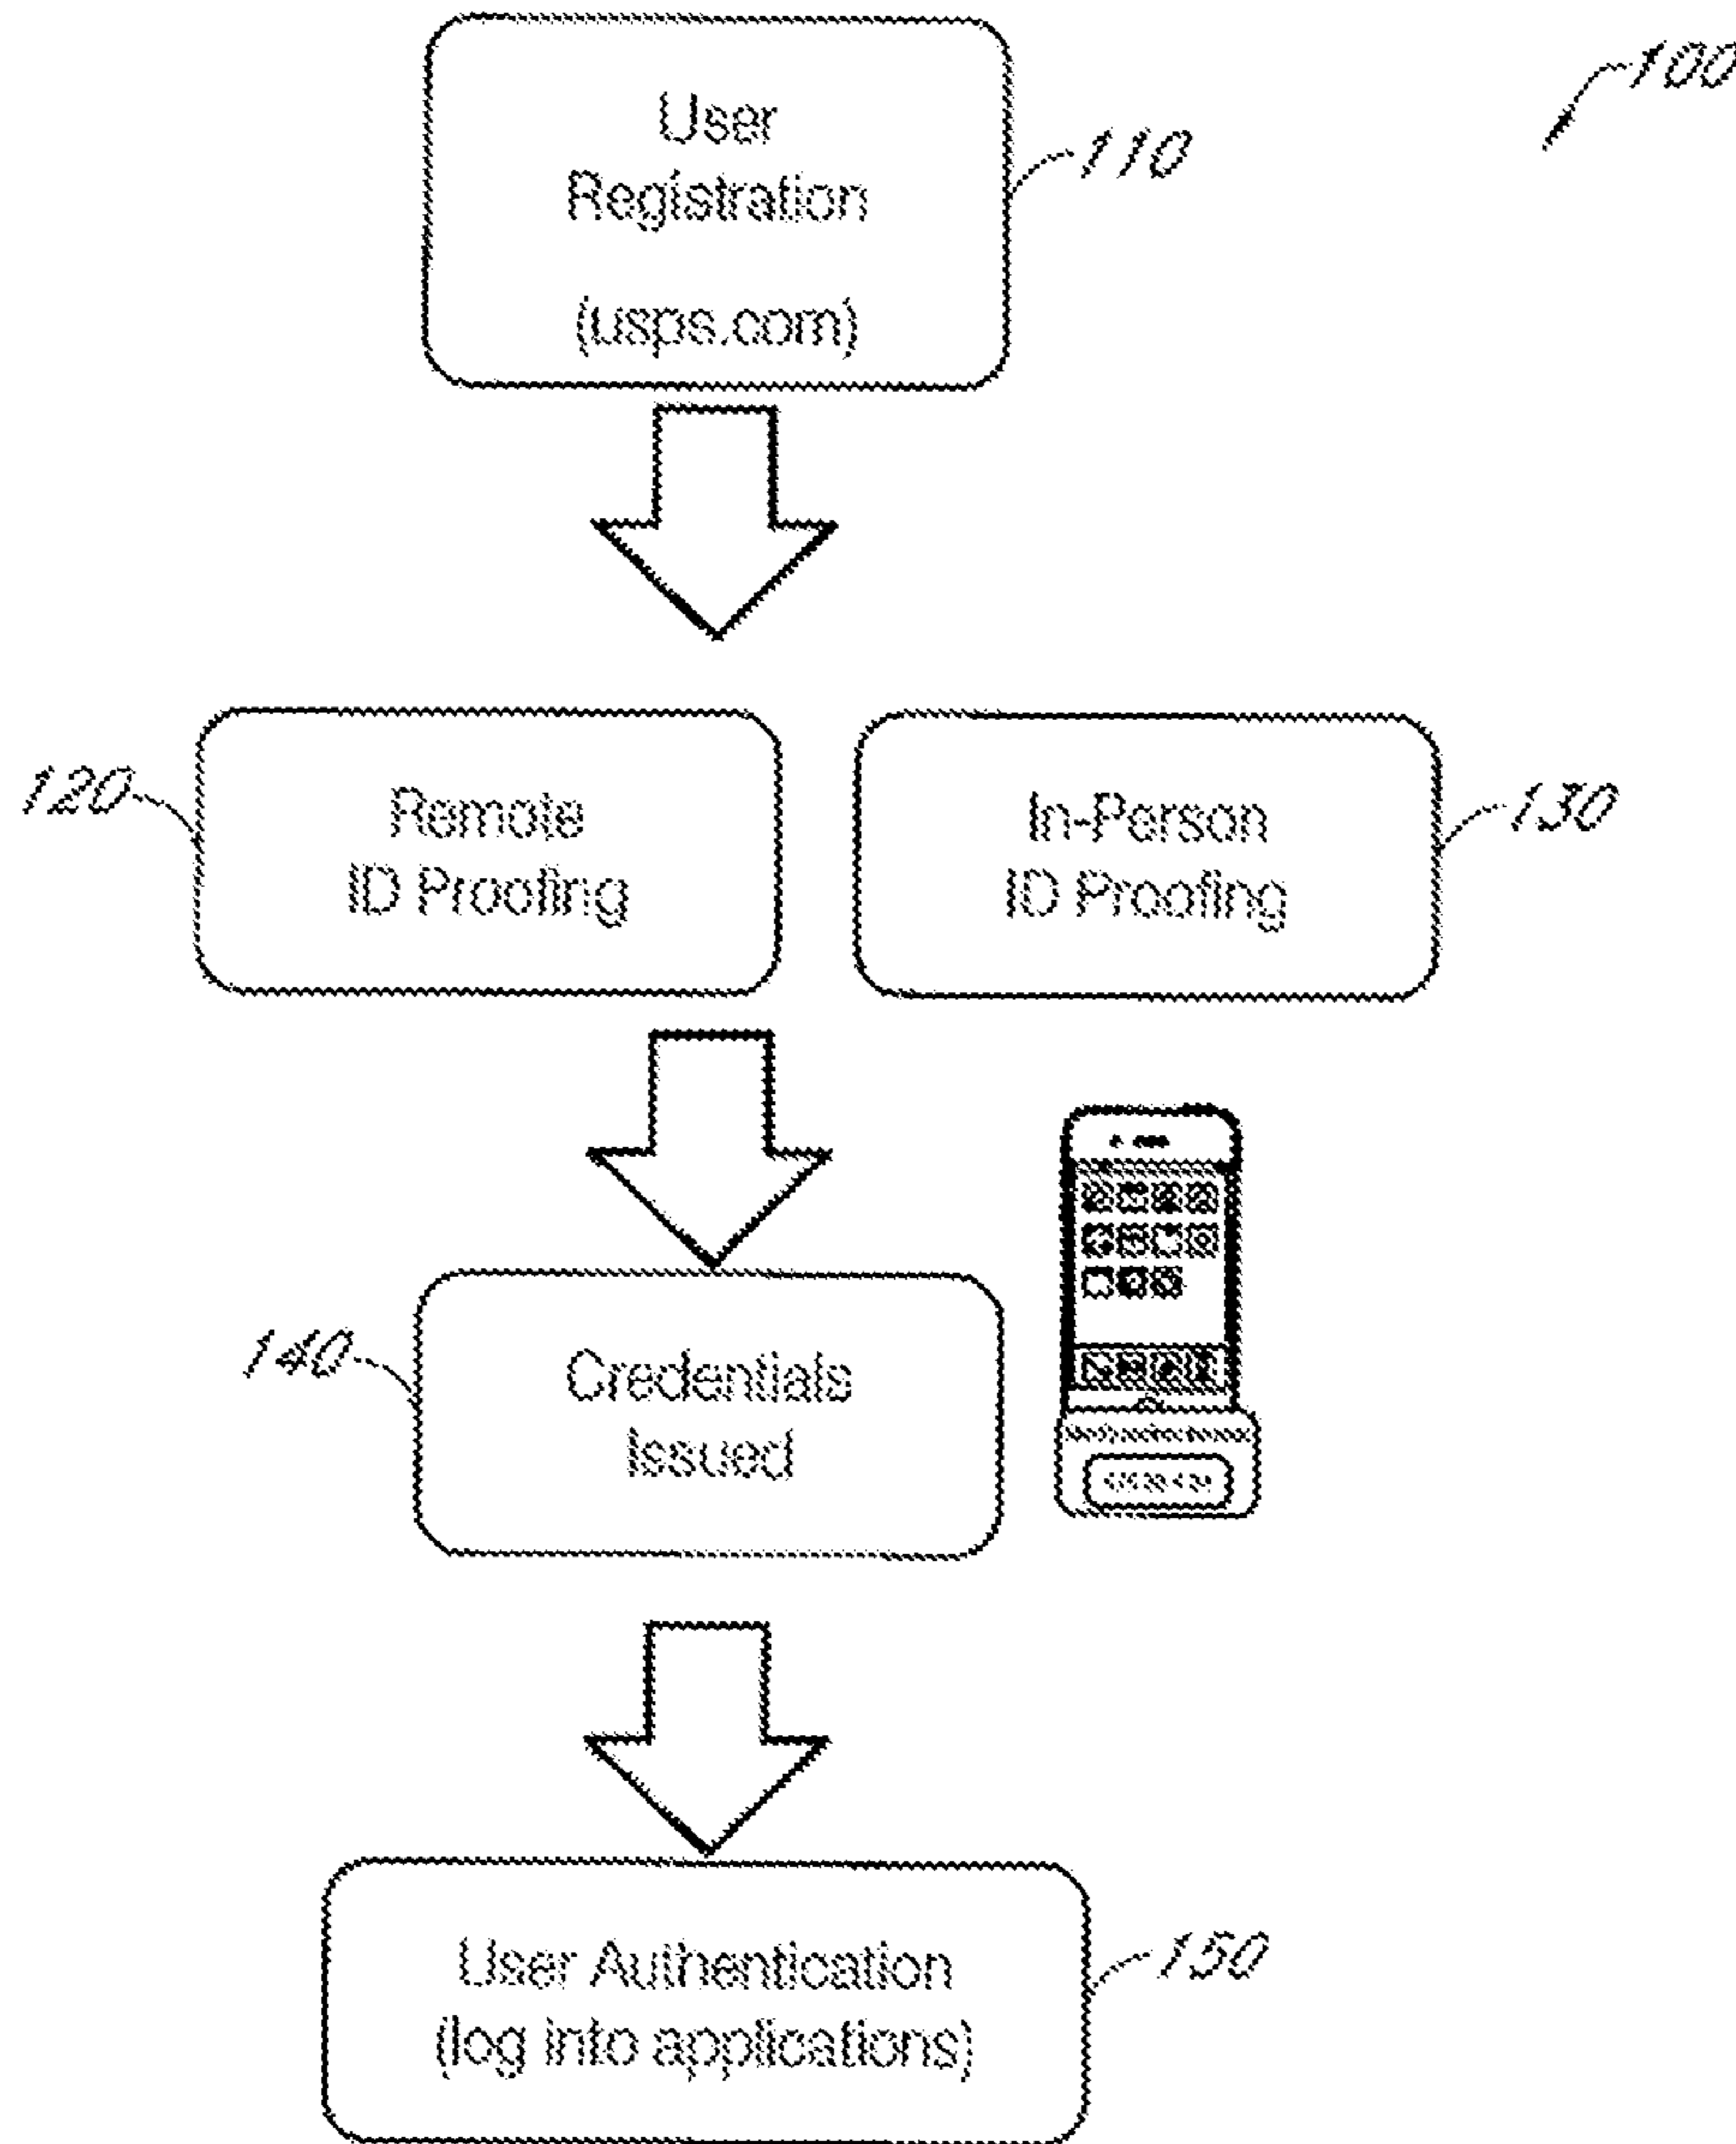 100
User
Registration
(usps.com)
110
120
Remote
ID Proofing
In-Person
ID Proofing
130
140
Credentials
Issued
User Authentication
(log into applications)
150